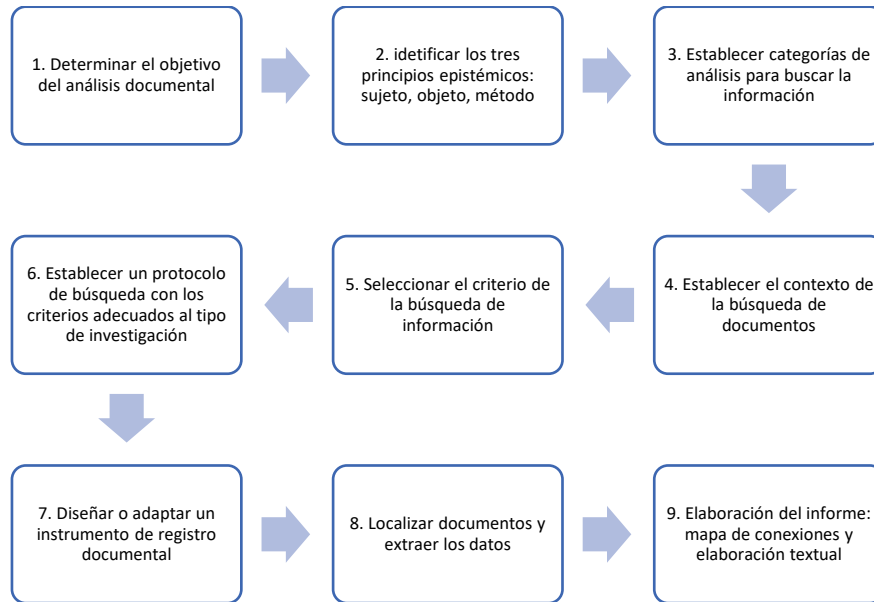 1. Determinar el objetivo
del análisis documental
2. idetificar los tres
principios epistémicos:
sujeto, objeto, método
3. Establecer categorías de
análisis para buscar la
información
4. Establecer el contexto de
la búsqueda de
documentos
5. Seleccionar el criterio de
la búsqueda de
información
6. Establecer un protocolo
de búsqueda con los
criterios adecuados al tipo
de investigación
7. Diseñar o adaptar un
instrumento de registro
documental
8. Localizar documentos y
extraer los datos
9. Elaboración del informe:
mapa de conexiones y
elaboración textual